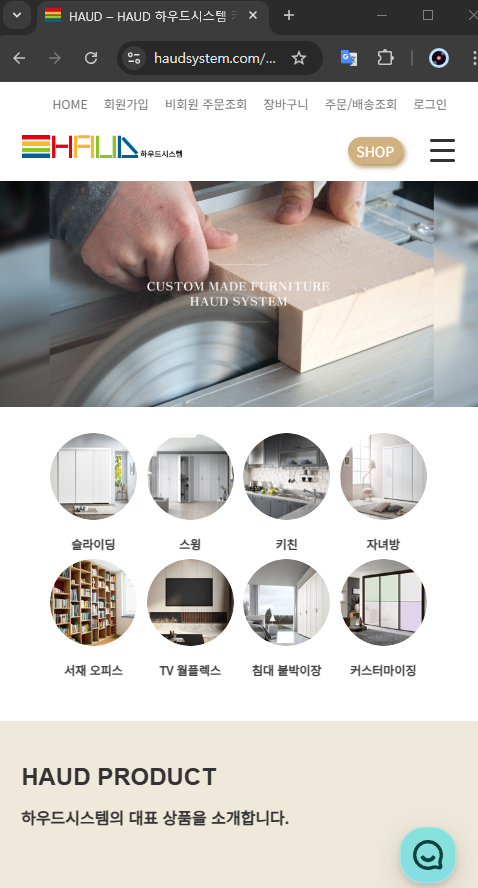 HAUD – HAUD 하우드시스템
haudsystem.com/...
HOME 회원가입 비회원 주문조회 장바구니 주문/배송조회 로그인
HAUD 하우드시스템
SHOP
CUSTOM MADE FURNITURE
HAUD SYSTEM
슬라이딩 스윙 키친 자녀방
서재 오피스 TV 월플렉스 침대 붙박이장 커스터마이징
HAUD PRODUCT
하우드시스템의 대표 상품을 소개합니다.